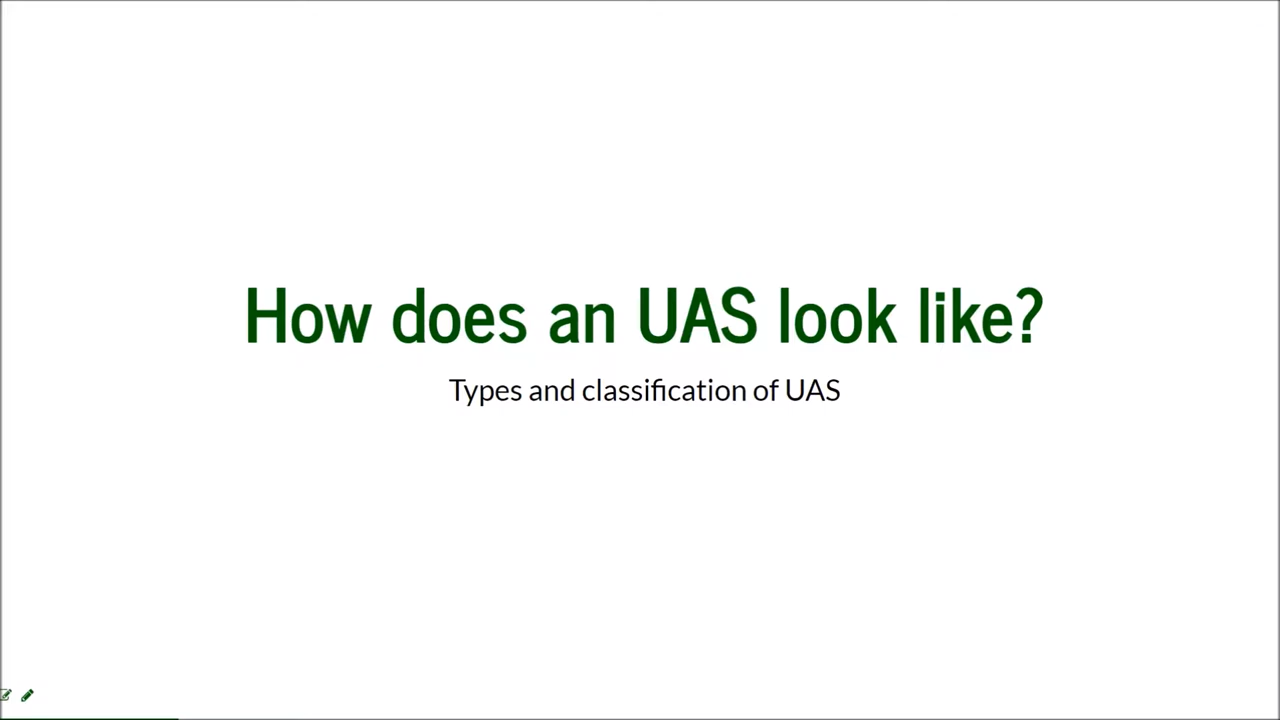 How does an UAS look like?
Types and classification of UAS